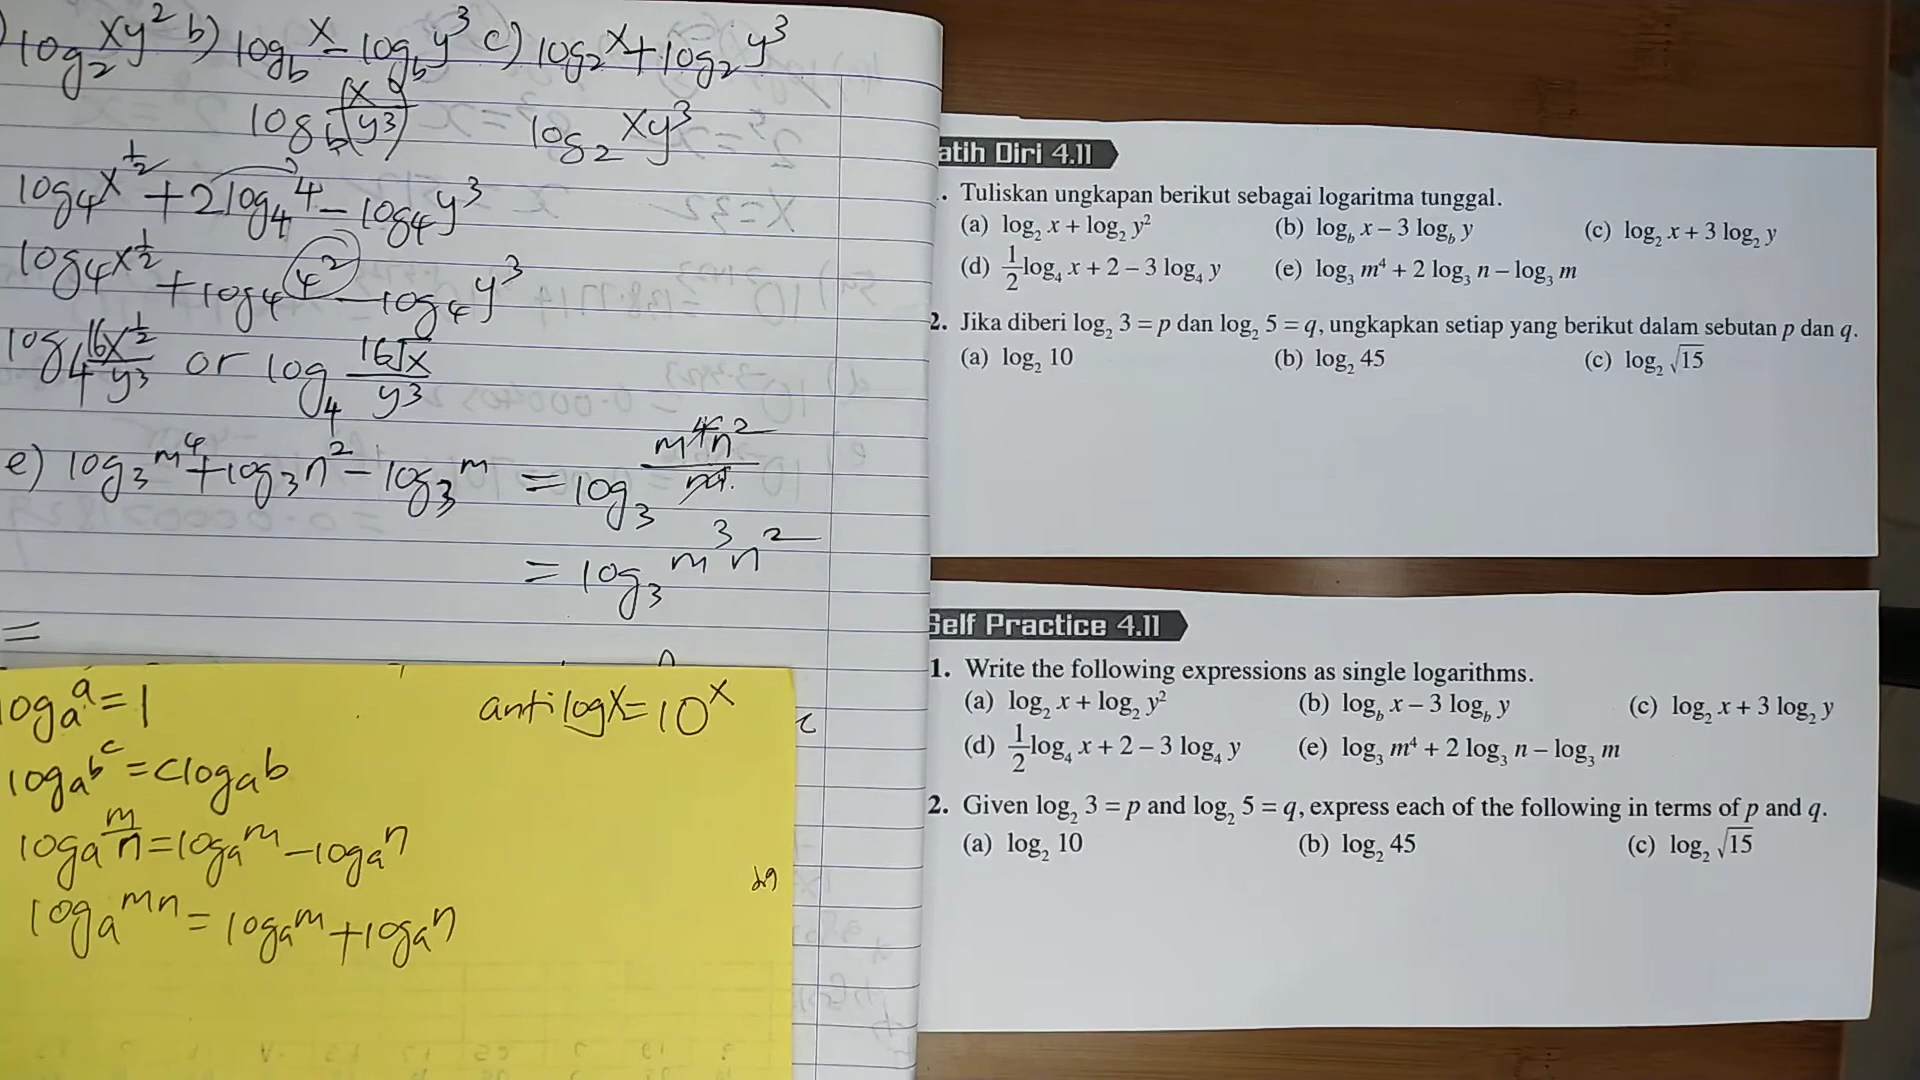 ) log₂ xy² b) log_b x - log_b y³ c) log₂ x + log₂ y³
log_b (x/y³) log₂ xy³
log₄ x^½ + 2log₄ 4 - log₄ y³
log₄ x^½ + log₄ 4² - log₄ y³
log₄ 16x^½/y³ or log₄ 16√x/y³
e) log₃ m⁴ + log₃ n² - log₃ m = log₃ m⁴n²/m
= log₃ m³n²
=
log_a a = 1 antilog x = 10^x
log_a b^c = c log_a b
log_a m/n = log_a m - log_a n
log_a mn = log_a m + log_a n
atih Diri 4.11
. Tuliskan ungkapan berikut sebagai logaritma tunggal.
(a) log₂ x + log₂ y² (b) log_b x – 3 log_b y (c) log₂ x + 3 log₂ y
(d) ½ log₄ x + 2 – 3 log₄ y (e) log₃ m⁴ + 2 log₃ n – log₃ m
2. Jika diberi log₂ 3 = p dan log₂ 5 = q, ungkapkan setiap yang berikut dalam sebutan p dan q.
(a) log₂ 10 (b) log₂ 45 (c) log₂ √15
Self Practice 4.11
1. Write the following expressions as single logarithms.
(a) log₂ x + log₂ y² (b) log_b x – 3 log_b y (c) log₂ x + 3 log₂ y
(d) ½ log₄ x + 2 – 3 log₄ y (e) log₃ m⁴ + 2 log₃ n – log₃ m
2. Given log₂ 3 = p and log₂ 5 = q, express each of the following in terms of p and q.
(a) log₂ 10 (b) log₂ 45 (c) log₂ √15